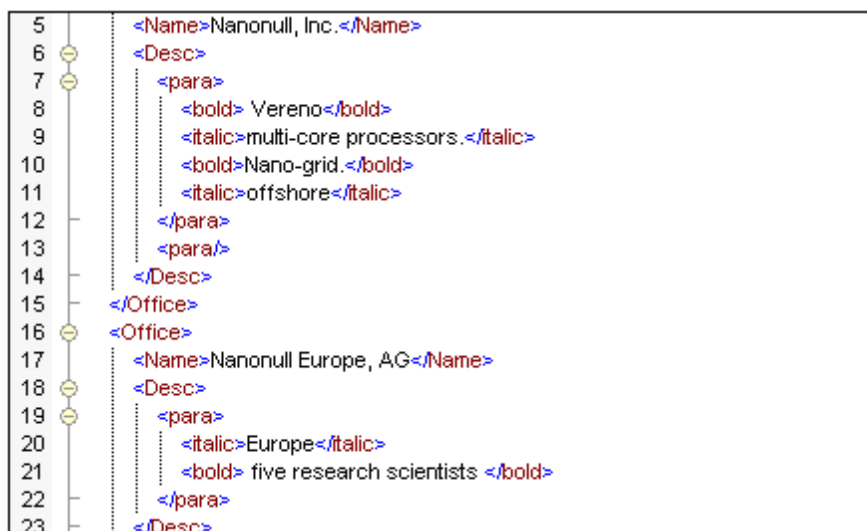 5 <Name>Nanonull, Inc.</Name>
6 <Desc>
7 <para>
8 <bold> Vereno</bold>
9 <italic>multi-core processors.</italic>
10 <bold>Nano-grid.</bold>
11 <italic>offshore</italic>
12 </para>
13 <para/>
14 </Desc>
15 </Office>
16 <Office>
17 <Name>Nanonull Europe, AG</Name>
18 <Desc>
19 <para>
20 <italic>Europe</italic>
21 <bold> five research scientists </bold>
22 </para>
23 </Desc>